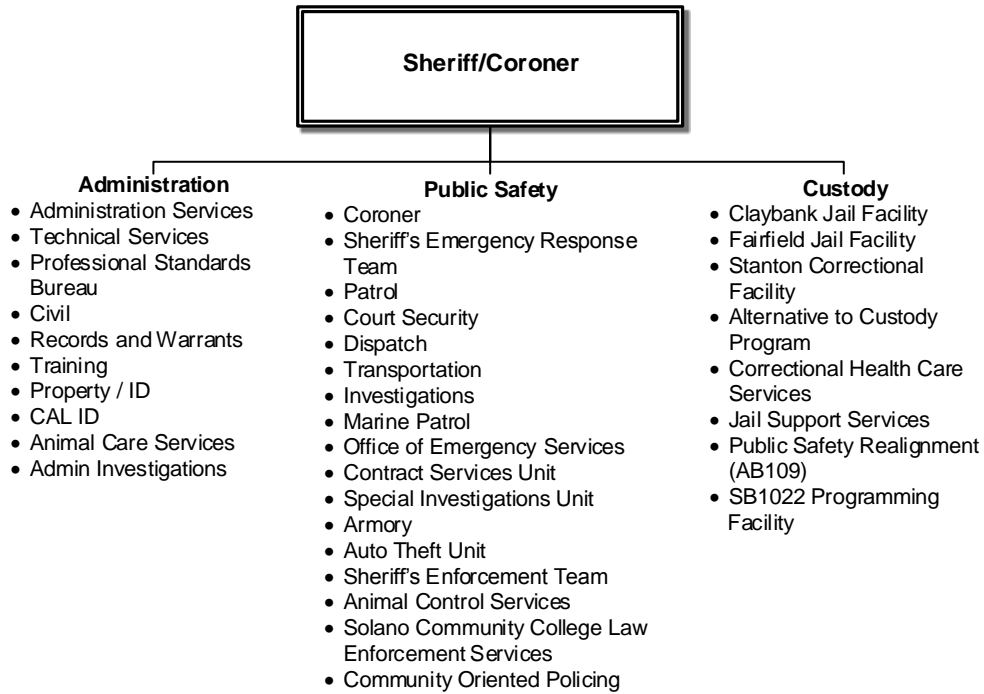 Sheriff/Coroner
Administration
• Administration Services
• Technical Services
• Professional Standards
Bureau
• Civil
• Records and Warrants
• Training
• Property / ID
• CAL ID
• Animal Care Services
• Admin Investigations
Public Safety
• Coroner
• Sheriff's Emergency Response
Team
• Patrol
• Court Security
• Dispatch
• Transportation
• Investigations
• Marine Patrol
• Office of Emergency Services
• Contract Services Unit
• Special Investigations Unit
• Armory
• Auto Theft Unit
• Sheriff's Enforcement Team
• Animal Control Services
• Solano Community College Law
Enforcement Services
• Community Oriented Policing
Custody
• Claybank Jail Facility
• Fairfield Jail Facility
• Stanton Correctional
Facility
• Alternative to Custody
Program
• Correctional Health Care
Services
• Jail Support Services
• Public Safety Realignment
(AB109)
• SB1022 Programming
Facility